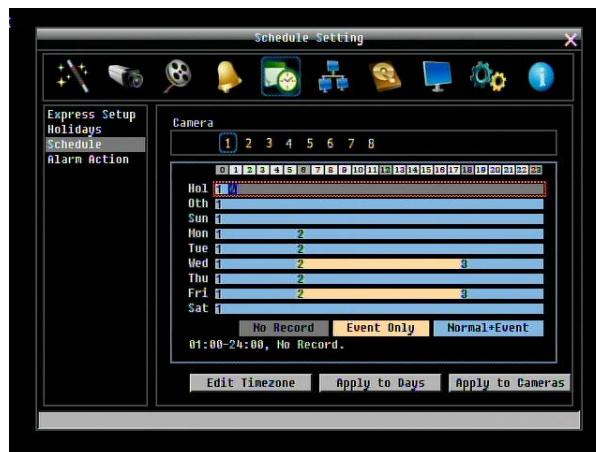 Schedule Setting
Express Setup
Holidays
Schedule
Alarm Action
Camera
1 2 3 4 5 6 7 8
0 1 2 3 4 5 6 7 8 9 10 11 12 13 14 15 16 17 18 19 20 21 22 23
Hol 1 4
Oth 1
Sun 1
Mon 1 2
Tue 1 2
Wed 1 2 3
Thu 1 2
Fri 1 2 3
Sat 1
No Record Event Only Normal+Event
01:00-24:00, No Record.
Edit Timezone Apply to Days Apply to Cameras